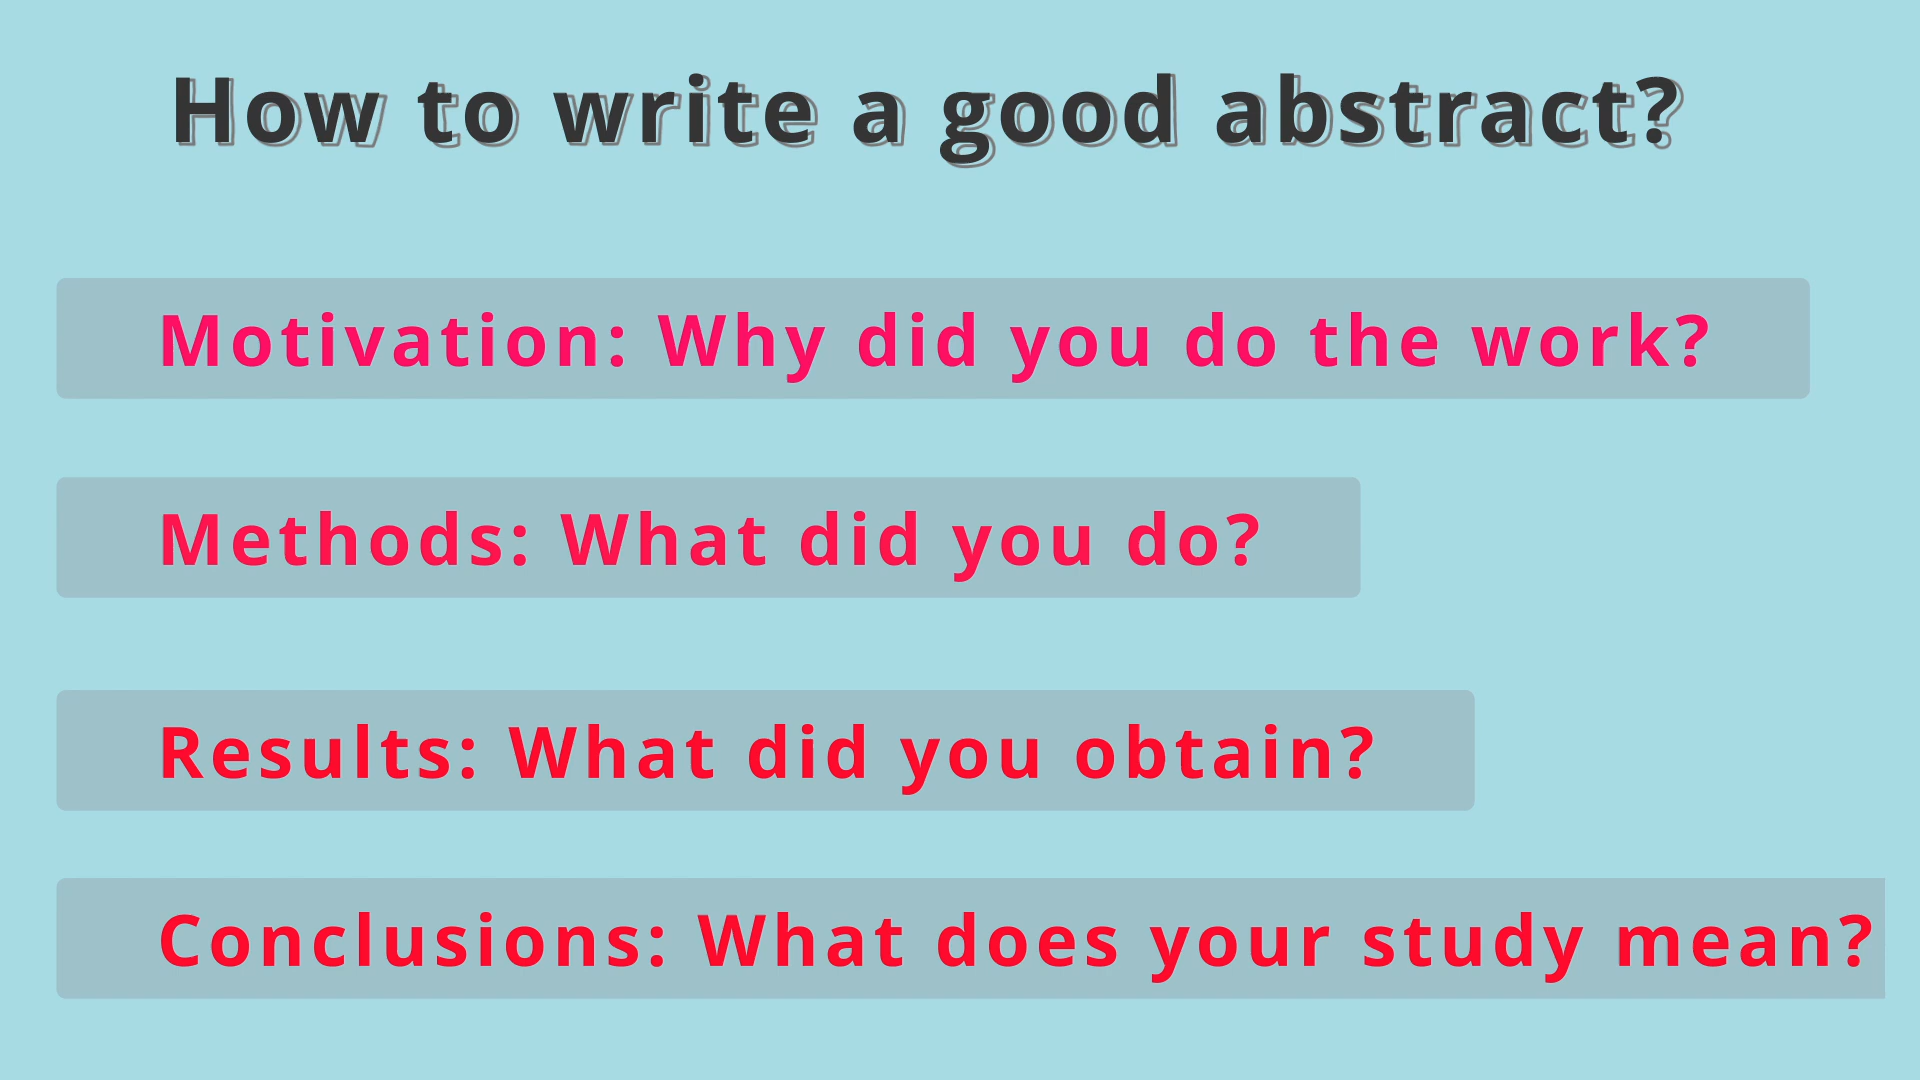 How to write a good abstract?
Motivation: Why did you do the work?
Methods: What did you do?
Results: What did you obtain?
Conclusions: What does your study mean?